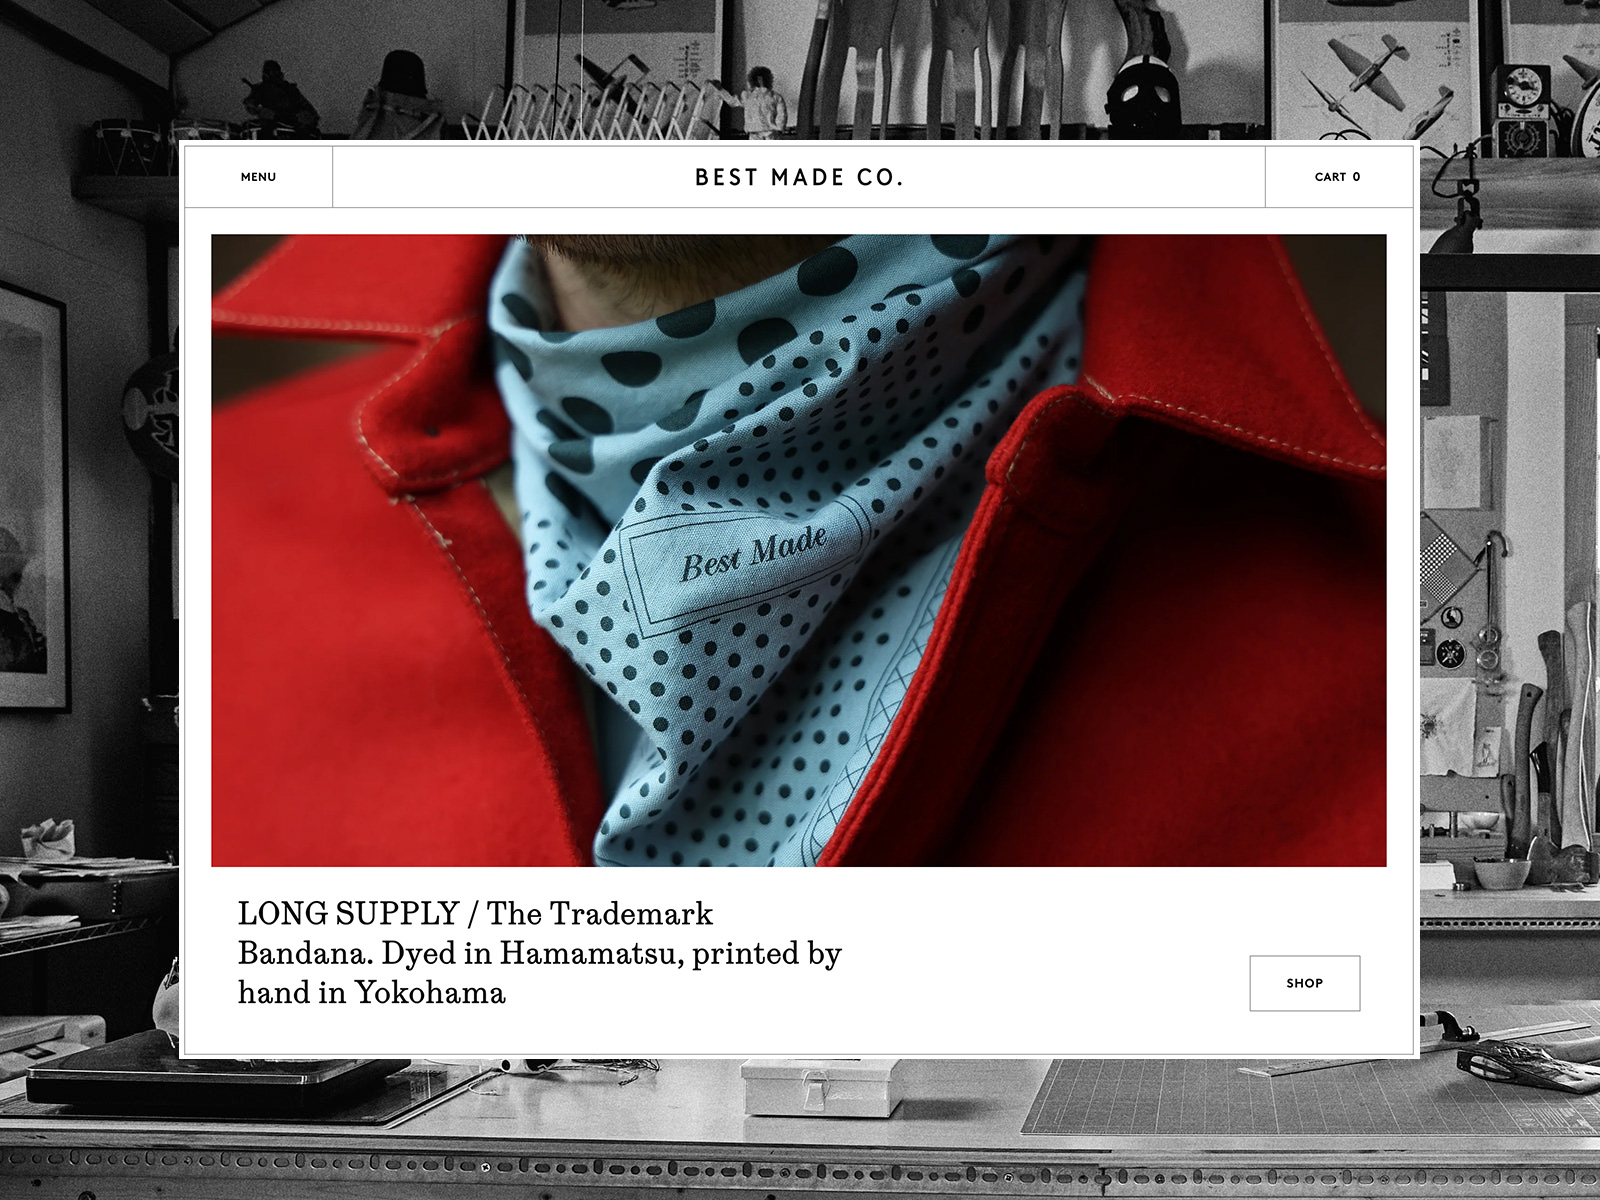 MENU
BEST MADE CO.
CART 0
Best Made
LONG SUPPLY / The Trademark
Bandana. Dyed in Hamamatsu, printed by
hand in Yokohama
SHOP